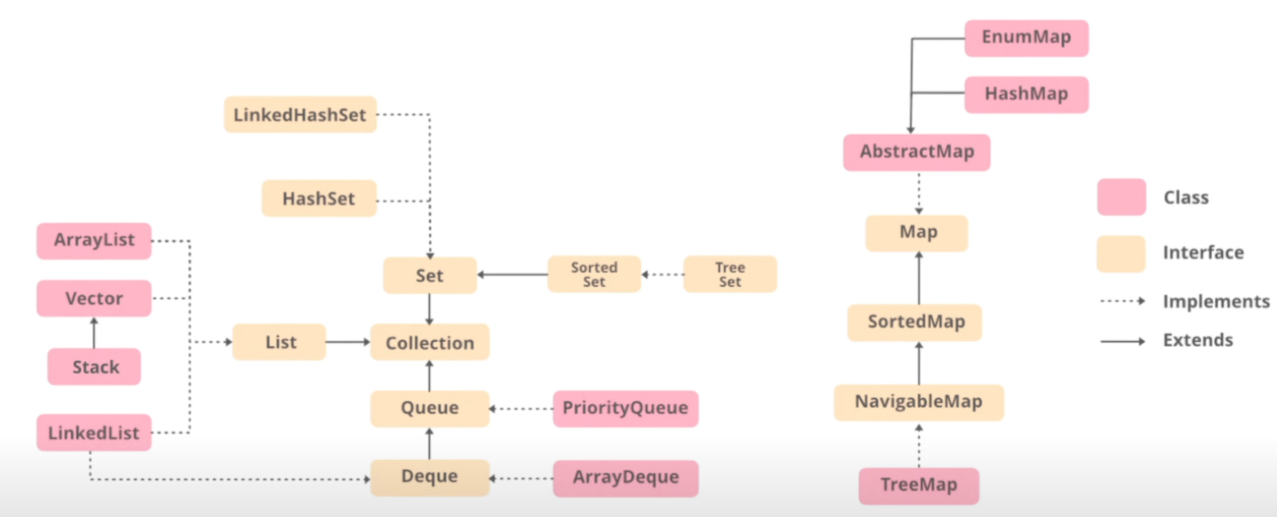 EnumMap
HashMap
LinkedHashSet
AbstractMap
HashSet
Class
ArrayList
Map
Interface
Set
Sorted
Set
Tree
Set
Vector
Implements
SortedMap
List
Collection
Extends
Stack
Queue
PriorityQueue
NavigableMap
LinkedList
Deque
ArrayDeque
TreeMap